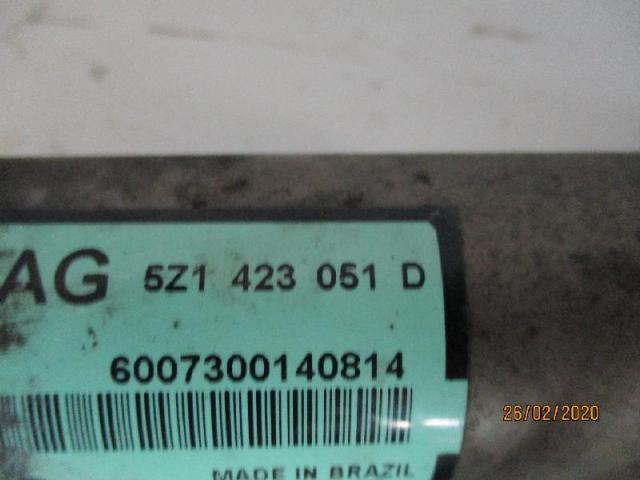 AG 5Z1 423 051 D
6007300140814
MADE IN BRAZIL
26/02/2020